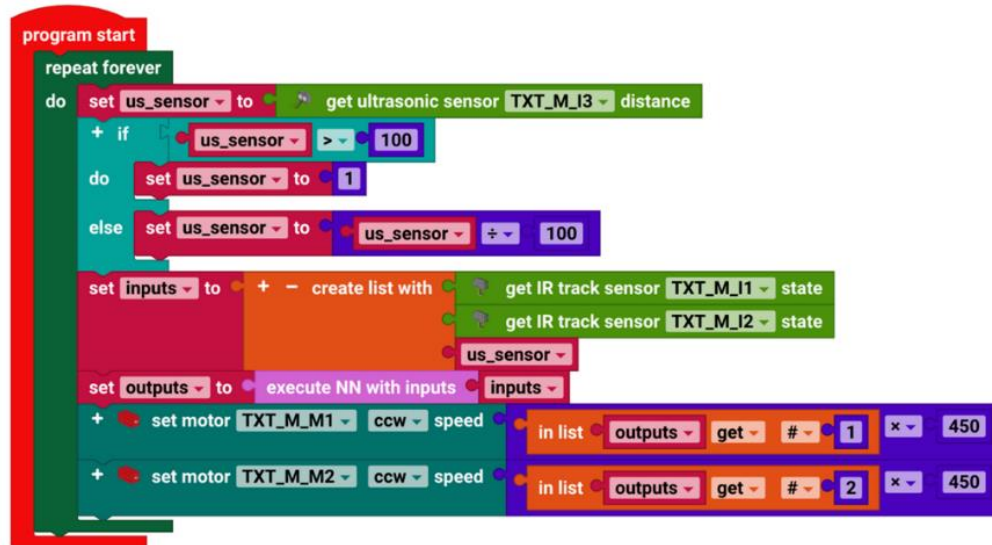 program start
repeat forever
do set us_sensor to get ultrasonic sensor TXT_M_I3 distance
+ if us_sensor > 100
do set us_sensor to 1
else set us_sensor to us_sensor ÷ 100
set inputs to + − create list with get IR track sensor TXT_M_I1 state
get IR track sensor TXT_M_I2 state
us_sensor
set outputs to execute NN with inputs inputs
+ set motor TXT_M_M1 ccw speed in list outputs get # 1 × 450
+ set motor TXT_M_M2 ccw speed in list outputs get # 2 × 450